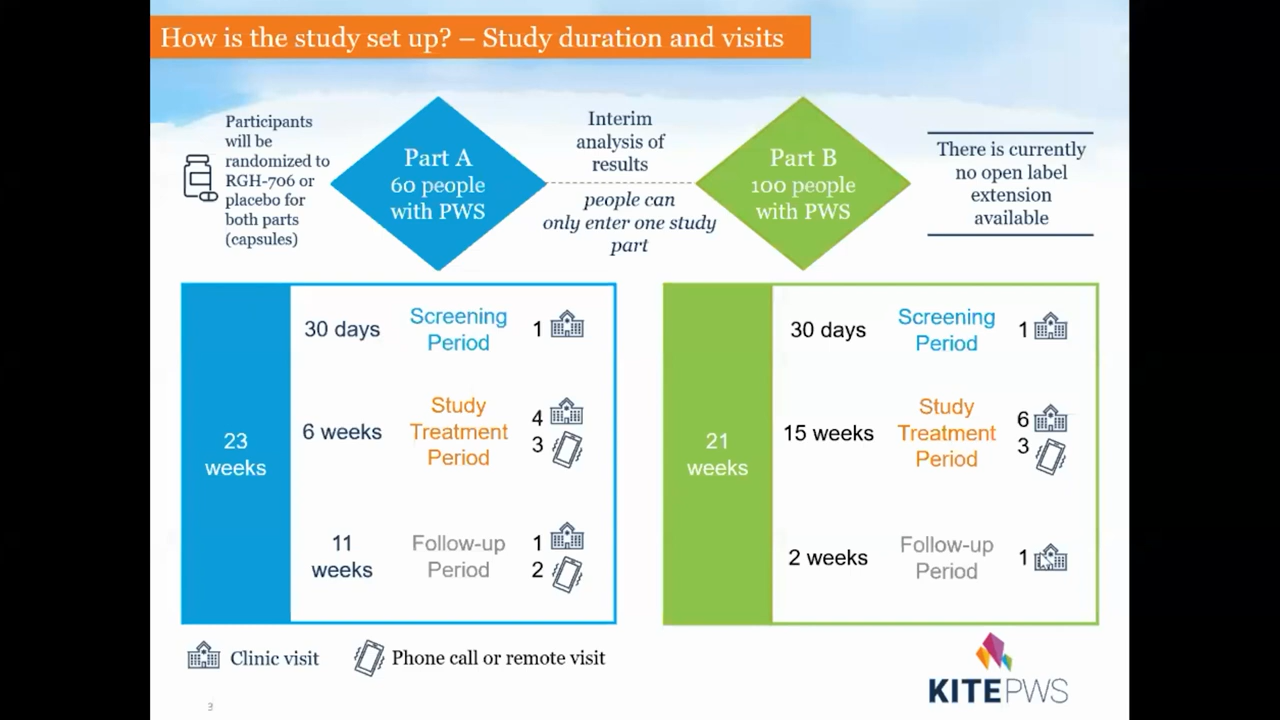 How is the study set up? – Study duration and visits
Participants
will be
randomized to
RGH-706 or
placebo for
both parts
(capsules)
Part A
60 people
with PWS
Interim
analysis of
results
people can
only enter one study
part
Part B
100 people
with PWS
There is currently
no open label
extension
available
23
weeks
30 days
Screening
Period
1
6 weeks
Study
Treatment
Period
4
3
11
weeks
Follow-up
Period
1
2
21
weeks
30 days
Screening
Period
1
15 weeks
Study
Treatment
Period
6
3
2 weeks
Follow-up
Period
1
Clinic visit
Phone call or remote visit
KITEPWS
3